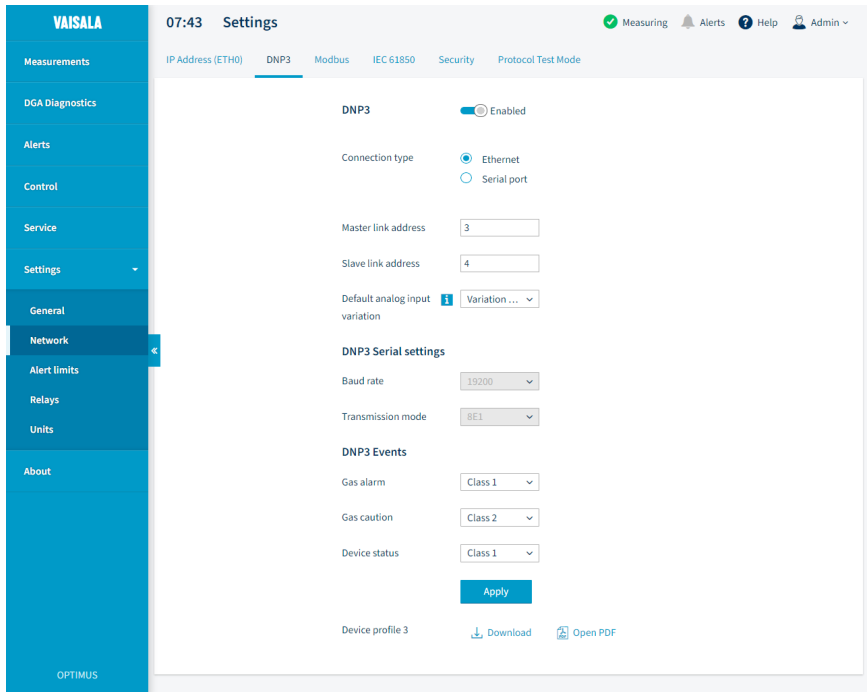 VAISALA
07:43 Settings
Measuring Alerts Help Admin
Measurements
DGA Diagnostics
Alerts
Control
Service
Settings
General
Network
Alert limits
Relays
Units
About
OPTIMUS
IP Address (ETH0) DNP3 Modbus IEC 61850 Security Protocol Test Mode
DNP3 Enabled
Connection type Ethernet
Serial port
Master link address 3
Slave link address 4
Default analog input i Variation ...
variation
DNP3 Serial settings
Baud rate 19200
Transmission mode 8E1
DNP3 Events
Gas alarm Class 1
Gas caution Class 2
Device status Class 1
Apply
Device profile 3 Download Open PDF